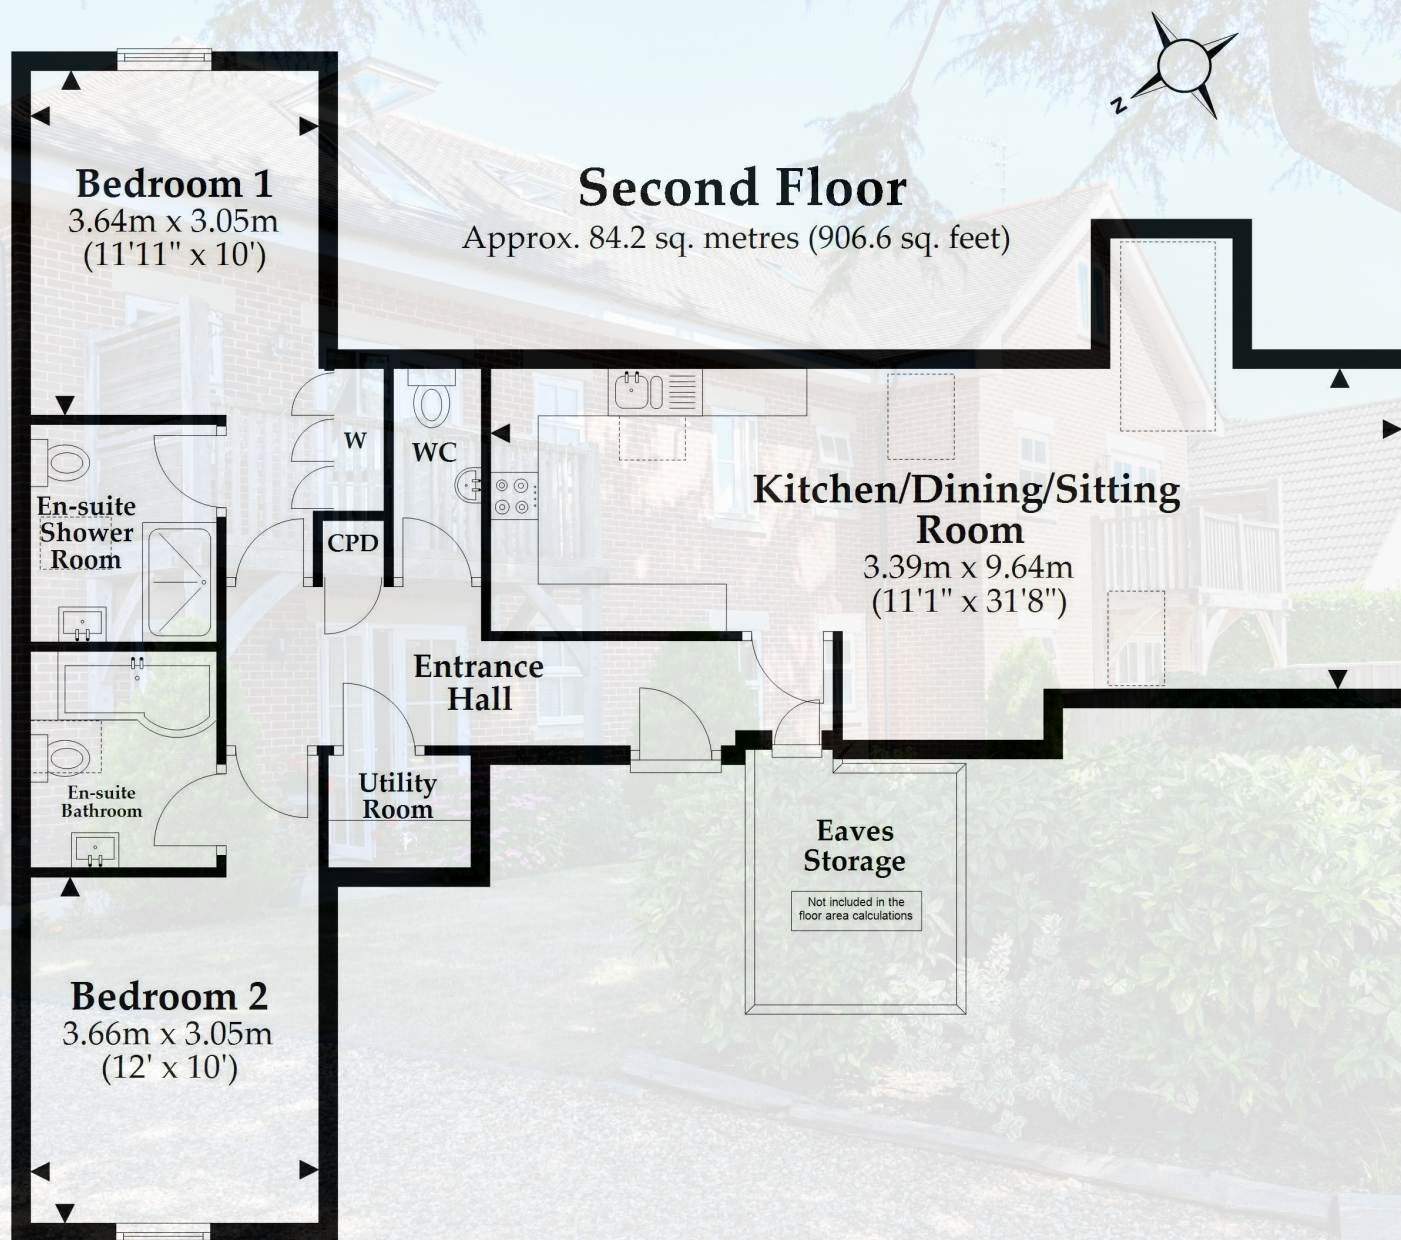 N
Second Floor
Approx. 84.2 sq. metres (906.6 sq. feet)
Bedroom 1
3.64m x 3.05m
(11'11" x 10')
W
WC
CPD
Kitchen/Dining/Sitting
Room
3.39m x 9.64m
(11'1" x 31'8")
En-suite
Shower
Room
Entrance
Hall
En-suite
Bathroom
Utility
Room
Eaves
Storage
Not included in the
floor area calculations
Bedroom 2
3.66m x 3.05m
(12' x 10')